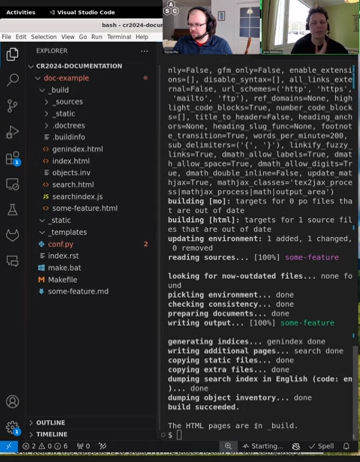 Activities
Visual Studio Code
bash - cr2024-docu
File Edit Selection View Go Run Terminal Help
EXPLORER
CR2024-DOCUMENTATION
doc-example
_build
_sources
_static
.doctrees
.buildinfo
genindex.html
index.html
objects.inv
search.html
searchindex.js
some-feature.html
_static
_templates
conf.py 2
index.rst
make.bat
Makefile
some-feature.md
OUTLINE
TIMELINE
nly=False, gfm_only=False, enable_extensi
ons=[], disable_syntax=[], all_links_exte
rnal=False, url_schemes=('http', 'https',
'mailto', 'ftp'), ref_domains=None, hig
hlight_code_blocks=[], number_code_block
s=[], title_to_header=False, heading_anch
ors=None, heading_slug_func=None, footnot
e_transition=True, words_per_minute=200,
sub_delimiters=('{', '}'), linkify_fuzzy_
links=True, dmath_allow_labels=True, dmat
h_allow_space=True, dmath_allow_digits=Tr
ue, dmath_double_inline=False, update_mat
hjax=True, mathjax_classes='tex2jax_proce
ss|mathjax_process|math|output_area')
building [mo]: targets for 0 po files tha
t are out of date
building [html]: targets for 1 source fil
es that are out of date
updating environment: 1 added, 1 changed,
0 removed
reading sources... [100%] some-feature
looking for now-outdated files... none fo
und
pickling environment... done
checking consistency... done
preparing documents... done
writing output... [100%] some-feature
generating indices... genindex done
writing additional pages... search done
copying static files... done
copying extra files... done
dumping search index in English (code: en
)... done
dumping object inventory... done
build succeeded.
The HTML pages are in _build.
$
2 0 6 0 Starting... Spell